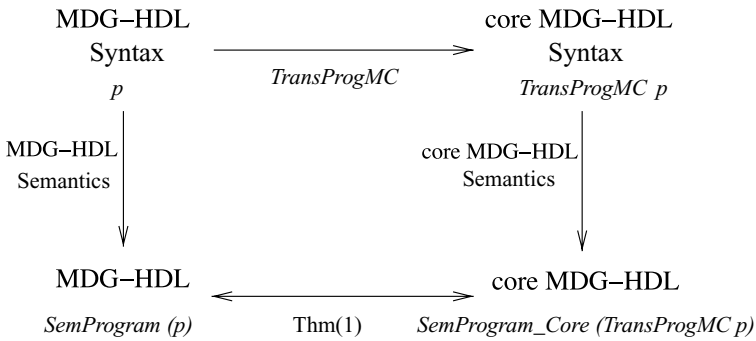 MDG−HDL
Syntax
p
TransProgMC
core MDG−HDL
Syntax
TransProgMC p
MDG−HDL
Semantics
core MDG−HDL
Semantics
MDG−HDL
SemProgram (p)
Thm(1)
core MDG−HDL
SemProgram_Core (TransProgMC p)